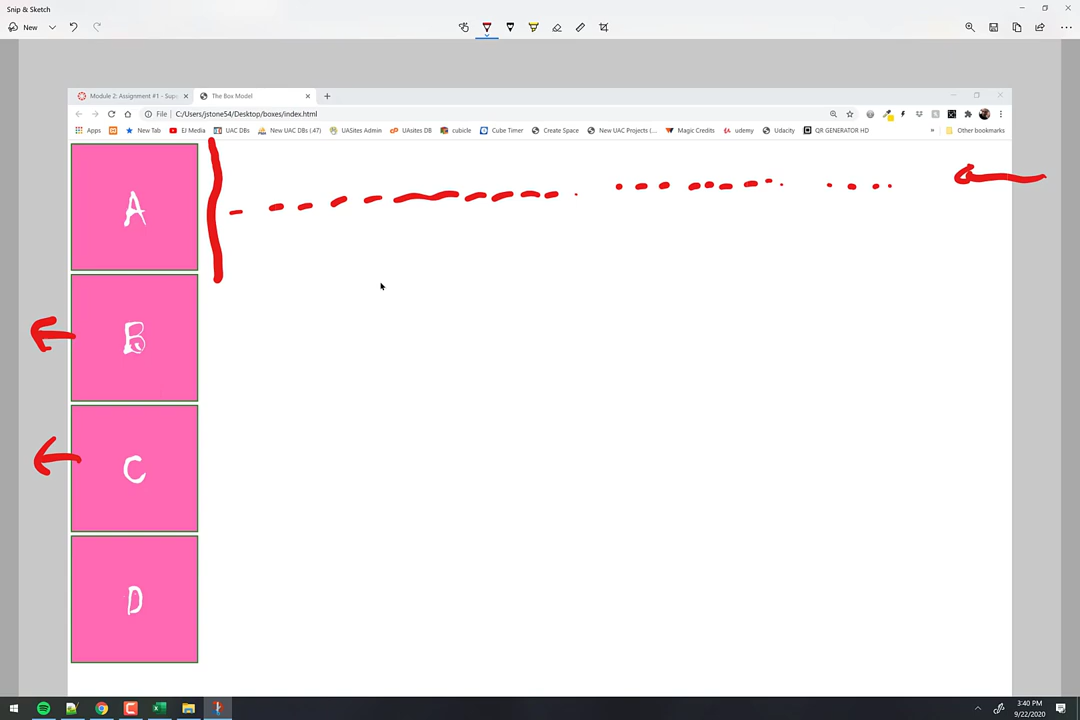 Snip & Sketch
New
Module 2: Assignment #1 - Sup
The Box Model
File C:/Users/jstone54/Desktop/boxes/index.html
Apps New Tab EJ Media UAC DBs New UAC DBs (.47) UASites Admin UAsites DB cubicle Cube Timer Create Space New UAC Projects (... Magic Credits udemy Udacity QR GENERATOR HD » Other bookmarks
A
B
C
D
3:40 PM
9/22/2020